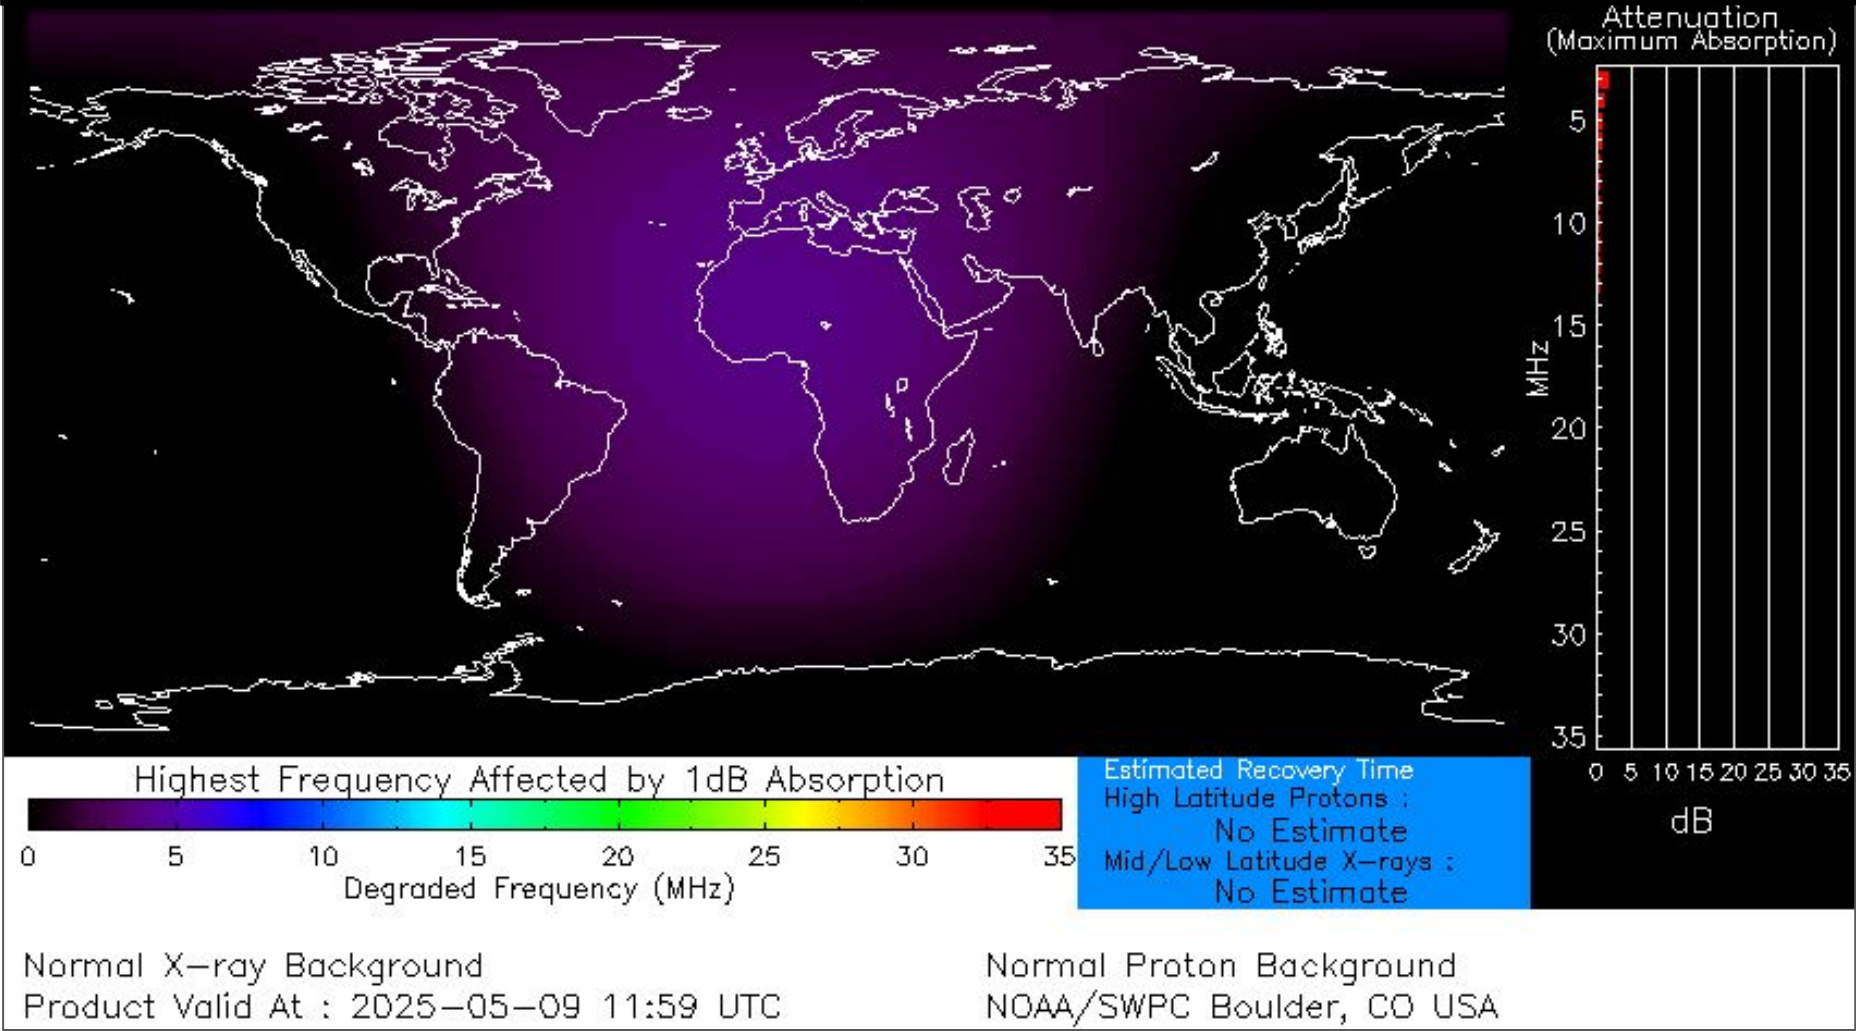 Attenuation
(Maximum Absorption)
5
10
15
20
25
30
35
MHz
0 5 10 15 20 25 30 35
dB
Highest Frequency Affected by 1dB Absorption
0 5 10 15 20 25 30 35
Degraded Frequency (MHz)
Estimated Recovery Time
High Latitude Protons :
No Estimate
Mid/Low Latitude X-rays :
No Estimate
Normal X-ray Background
Product Valid At : 2025-05-09 11:59 UTC
Normal Proton Background
NOAA/SWPC Boulder, CO USA